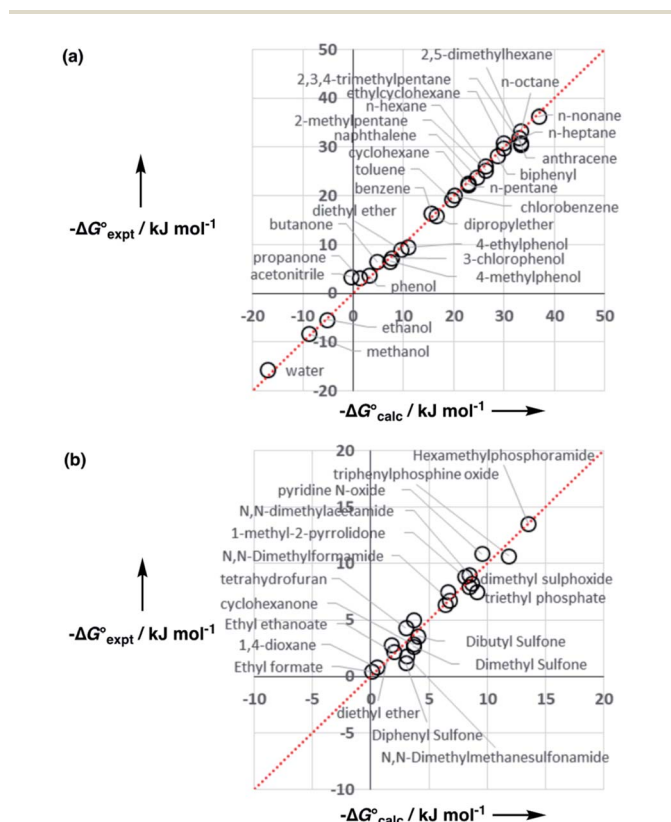 (a)
50
2,5-dimethylhexane
2,3,4-trimethylpentane
n-octane
ethylcyclohexane
40
n-hexane
n-nonane
2-methylpentane
n-heptane
naphthalene
30
cyclohexane
anthracene
toluene
biphenyl
benzene
20
n-pentane
diethyl ether
chlorobenzene
-ΔG°expt / kJ mol-1
butanone
dipropylether
10
4-ethylphenol
propanone
3-chlorophenol
acetonitrile
4-methylphenol
0
phenol
-20 -10 0 10 20 30 40 50
ethanol
-10
methanol
water
-20
-ΔG°calc / kJ mol-1
(b)
20
Hexamethylphosphoramide
triphenylphosphine oxide
pyridine N-oxide
15
N,N-dimethylacetamide
1-methyl-2-pyrrolidone
10
N,N-Dimethylformamide
tetrahydrofuran
dimethyl sulphoxide
triethyl phosphate
cyclohexanone
5
Ethyl ethanoate
-ΔG°expt / kJ mol-1
1,4-dioxane
Dibutyl Sulfone
Ethyl formate
Dimethyl Sulfone
0
-10 -5 0 5 10 15 20
diethyl ether
Diphenyl Sulfone
-5
N,N-Dimethylmethanesulfonamide
-10
-ΔG°calc / kJ mol-1